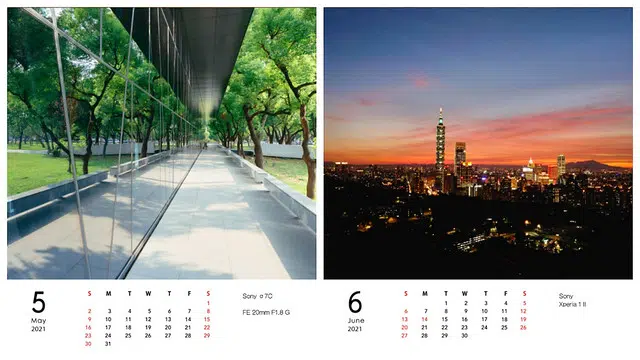 5
May
2021
S M T W T F S
1
2 3 4 5 6 7 8
9 10 11 12 13 14 15
16 17 18 19 20 21 22
23 24 25 26 27 28 29
30 31
Sony α7C
FE 20mm F1.8 G
6
June
2021
S M T W T F S
1 2 3 4 5
6 7 8 9 10 11 12
13 14 15 16 17 18 19
20 21 22 23 24 25 26
27 28 29 30
Sony
Xperia 1 II